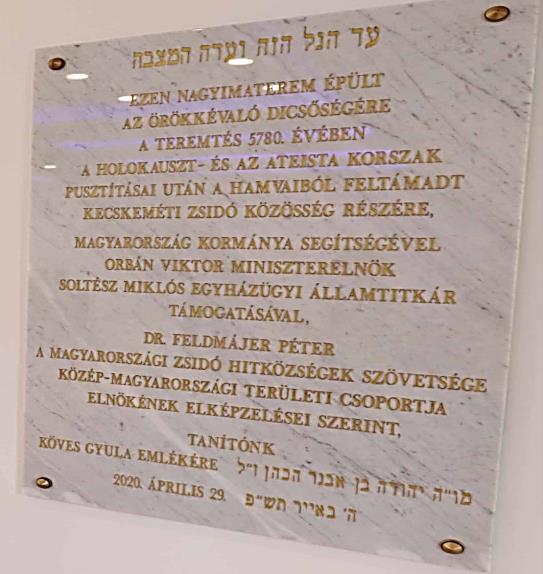 עד הגל הזה ועדה המצבה
EZEN NAGYIMATEREM ÉPÜLT
AZ ÖRÖKKÉVALÓ DICSŐSÉGÉRE
A TEREMTÉS 5780. ÉVÉBEN
A HOLOKAUSZT- ÉS AZ ATEISTA KORSZAK
PUSZTÍTÁSAI UTÁN A HAMVAIBÓL FELTÁMADT
KECSKEMÉTI ZSIDÓ KÖZÖSSÉG RÉSZÉRE,
MAGYARORSZÁG KORMÁNYA SEGÍTSÉGÉVEL
ORBÁN VIKTOR MINISZTERELNÖK
SOLTÉSZ MIKLÓS EGYHÁZÜGYI ÁLLAMTITKÁR
TÁMOGATÁSÁVAL,
DR. FELDMÁJER PÉTER
A MAGYARORSZÁGI ZSIDÓ HITKÖZSÉGEK SZÖVETSÉGE
KÖZÉP-MAGYARORSZÁGI TERÜLETI CSOPORTJA
ELNÖKÉNEK ELKÉPZELÉSEI SZERINT,
TANÍTÓNK
KÖVES GYULA EMLÉKÉRE מו"ה יהודה בן אבנר הכהן ז"ל
2020. ÁPRILIS 29. ה' באייר תש"פ